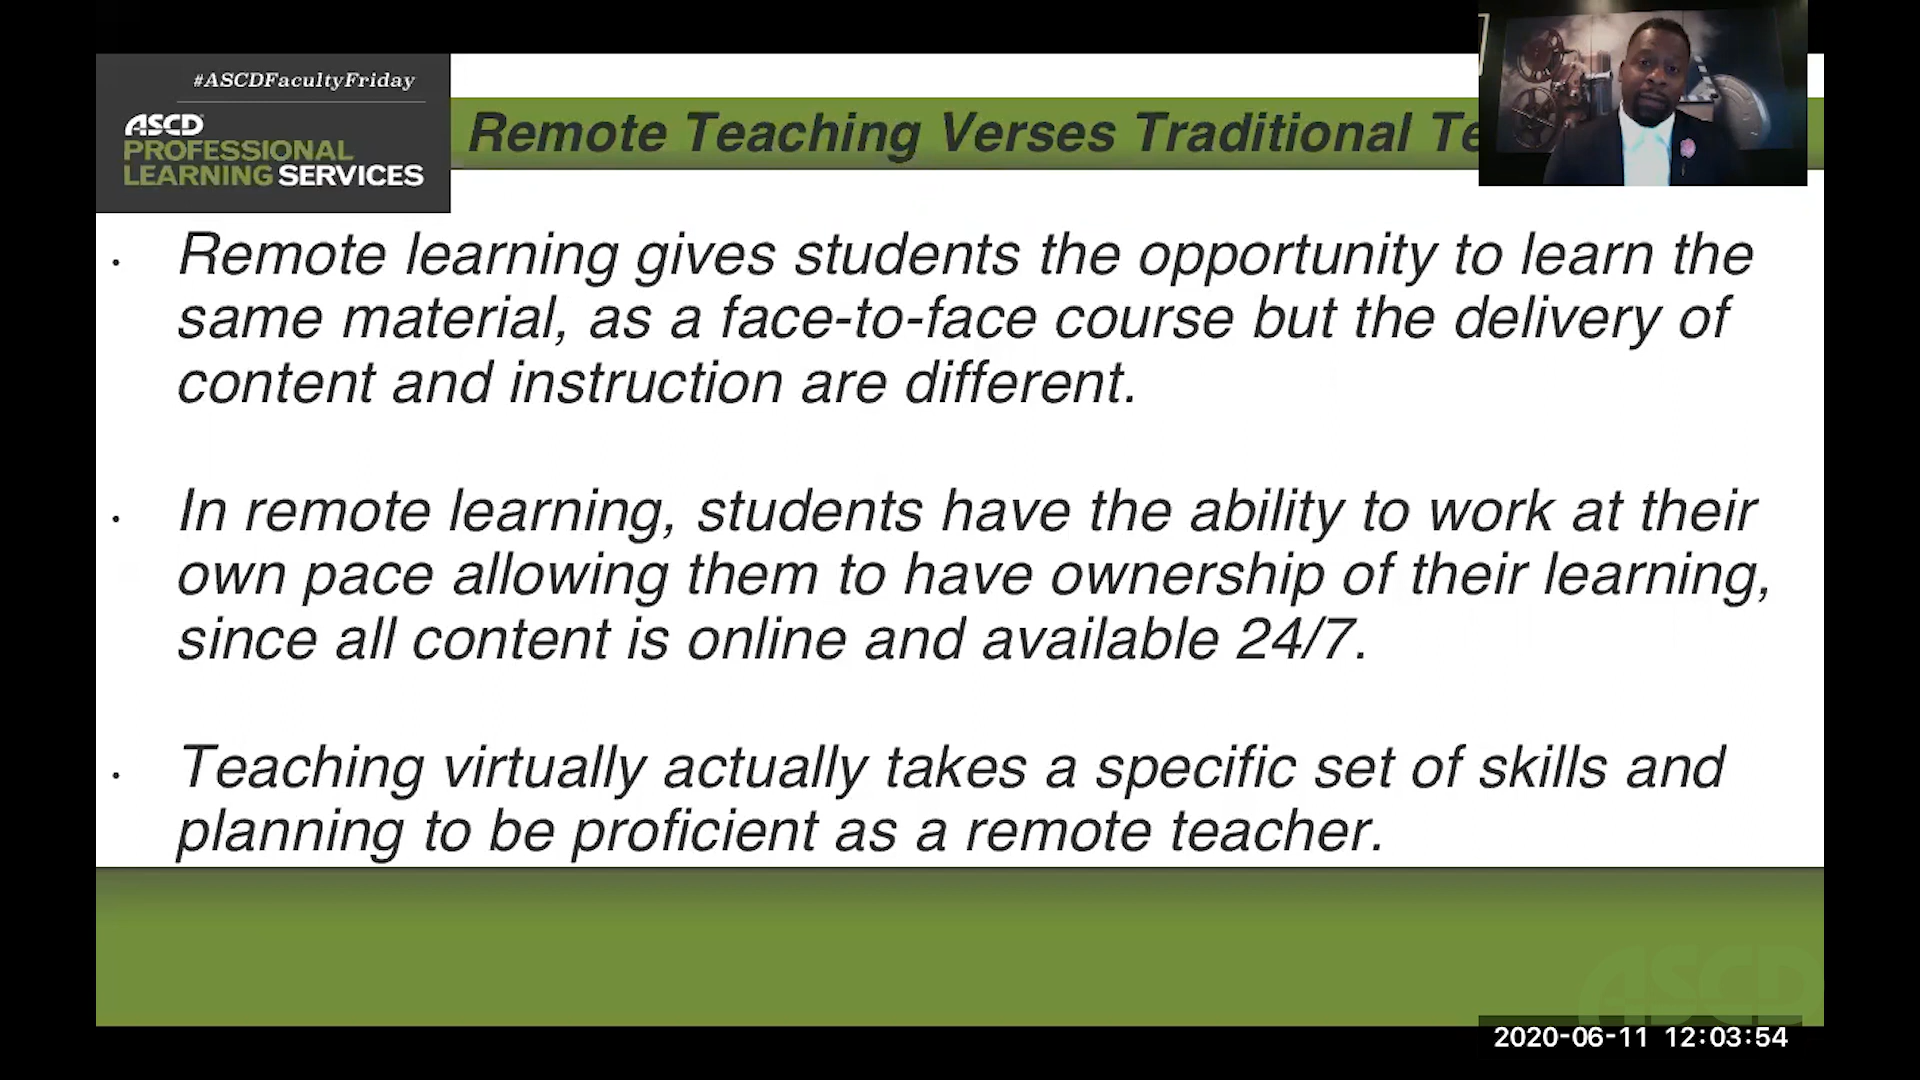 #ASCDFacultyFriday
ASCD
PROFESSIONAL
LEARNING SERVICES
Remote Teaching Verses Traditional Te
Remote learning gives students the opportunity to learn the
same material, as a face-to-face course but the delivery of
content and instruction are different.
In remote learning, students have the ability to work at their
own pace allowing them to have ownership of their learning,
since all content is online and available 24/7.
Teaching virtually actually takes a specific set of skills and
planning to be proficient as a remote teacher.
ASCD
2020-06-11 12:03:54